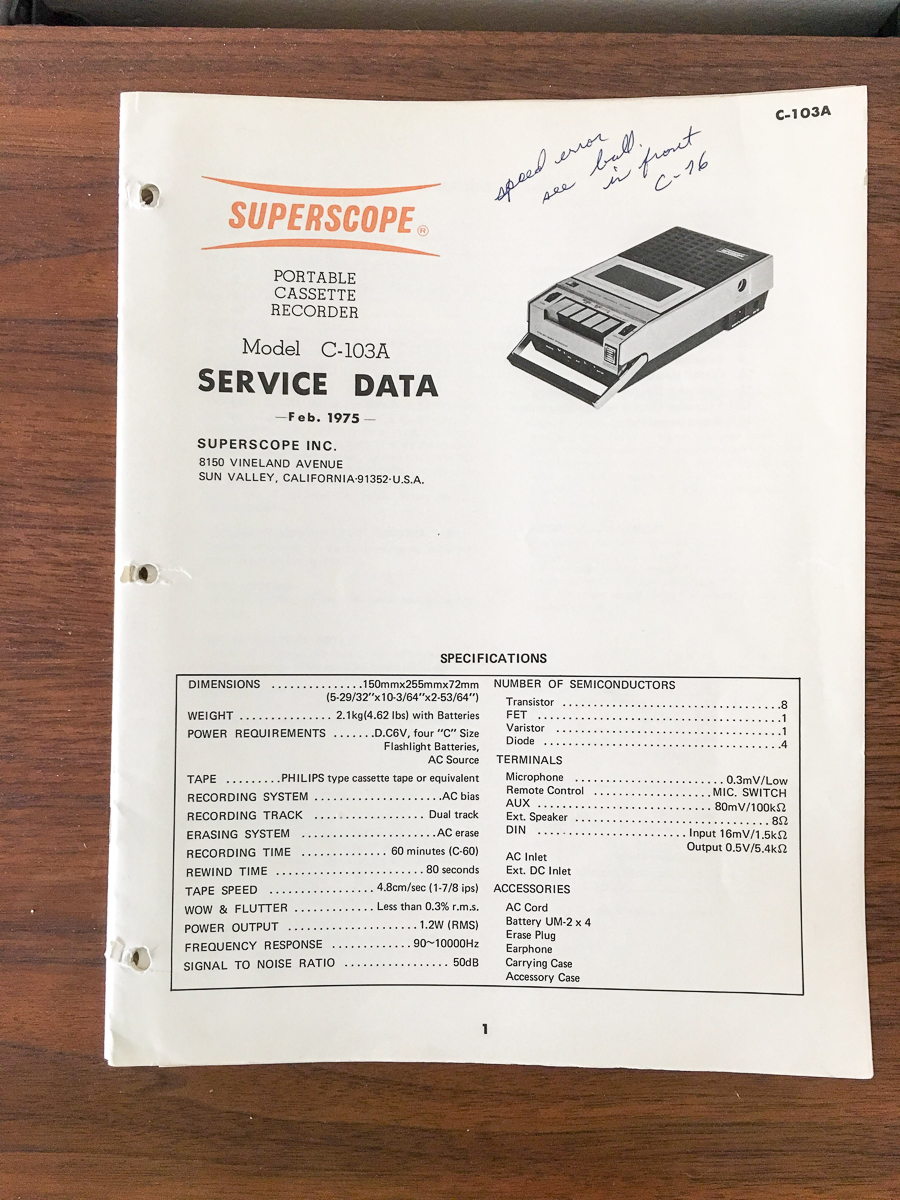 C-103A
speed error
see bull.
in front
C-76
SUPERSCOPE®
PORTABLE
CASSETTE
RECORDER
Model C-103A
SERVICE DATA
—Feb. 1975—
SUPERSCOPE INC.
8150 VINELAND AVENUE
SUN VALLEY, CALIFORNIA·91352·U.S.A.
SPECIFICATIONS
DIMENSIONS ...............150mmx255mmx72mm
(5-29/32"x10-3/64"x2-53/64")
WEIGHT ............... 2.1kg(4.62 lbs) with Batteries
POWER REQUIREMENTS .......D.C6V, four "C" Size
Flashlight Batteries,
AC Source
TAPE .........PHILIPS type cassette tape or equivalent
RECORDING SYSTEM .....................AC bias
RECORDING TRACK ................. Dual track
ERASING SYSTEM ......................AC erase
RECORDING TIME .............. 60 minutes (C-60)
REWIND TIME ........................ 80 seconds
TAPE SPEED .................. 4.8cm/sec (1-7/8 ips)
WOW & FLUTTER ............. Less than 0.3% r.m.s.
POWER OUTPUT .....................1.2W (RMS)
FREQUENCY RESPONSE ............. 90~10000Hz
SIGNAL TO NOISE RATIO ................. 50dB
NUMBER OF SEMICONDUCTORS
Transistor ....................................8
FET ........................................1
Varistor .....................................1
Diode .......................................4
TERMINALS
Microphone ........................ 0.3mV/Low
Remote Control ...................MIC. SWITCH
AUX ............................ 80mV/100kΩ
Ext. Speaker ................................8Ω
DIN ........................ Input 16mV/1.5kΩ
Output 0.5V/5.4kΩ
AC Inlet
Ext. DC Inlet
ACCESSORIES
AC Cord
Battery UM-2 x 4
Erase Plug
Earphone
Carrying Case
Accessory Case
1